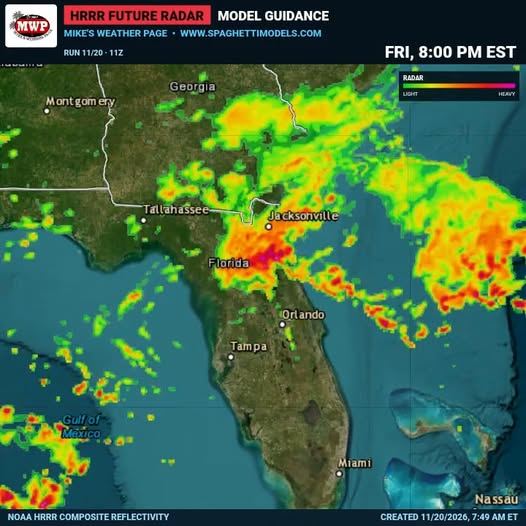 MWP
HRRR FUTURE RADAR MODEL GUIDANCE
MIKE'S WEATHER PAGE • WWW.SPAGHETTIMODELS.COM
RUN 11/20 - 11Z
FRI, 8:00 PM EST
RADAR
LIGHT HEAVY
Georgia
Montgomery
Tallahassee
Jacksonville
Florida
Orlando
Tampa
Gulf of
Mexico
Miami
Nassau
NOAA HRRR COMPOSITE REFLECTIVITY
CREATED 11/20/2026, 7:49 AM ET